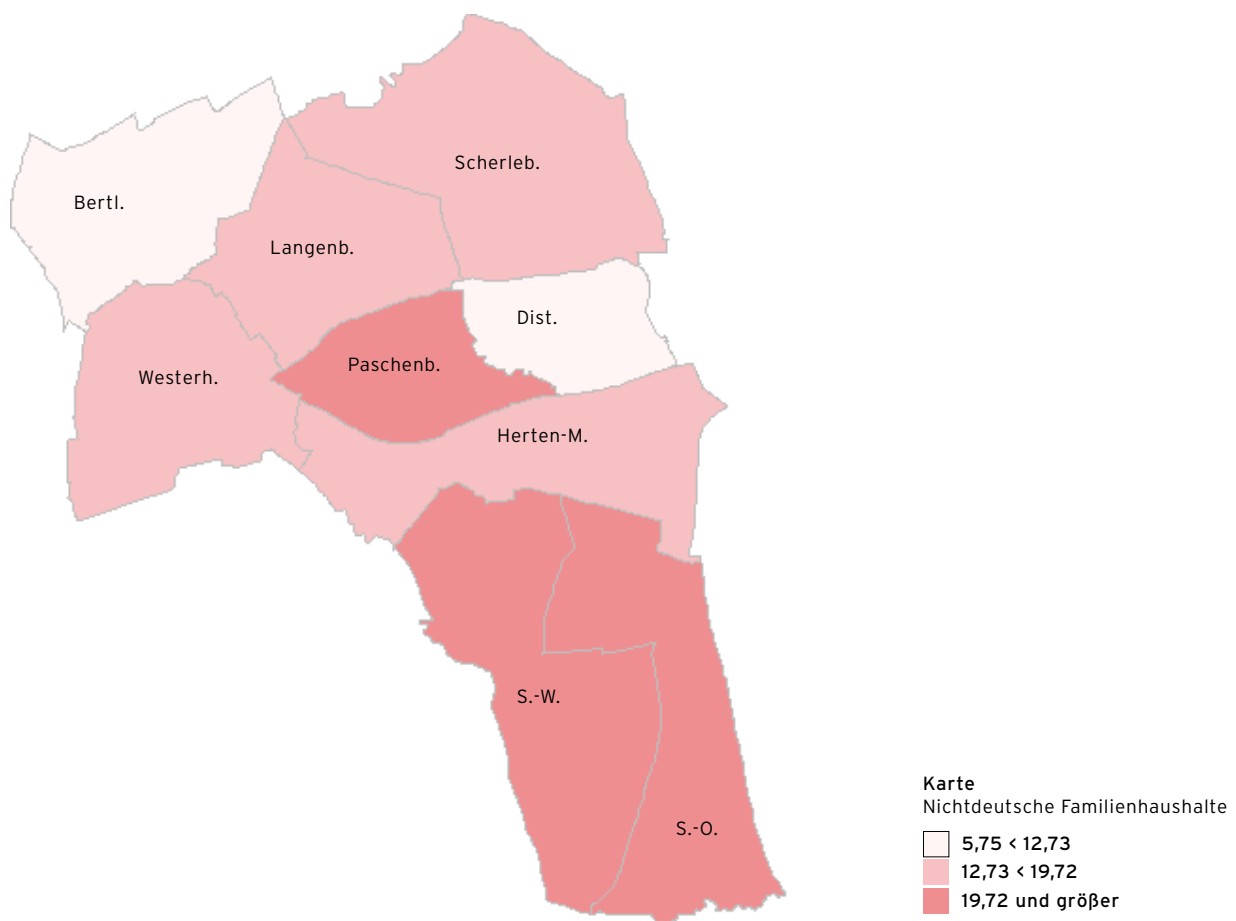 Scherleb.
Bertl.
Langenb.
Dist.
Paschenb.
Westerh.
Herten-M.
S.-W.
S.-O.
Karte
Nichtdeutsche Familienhaushalte
5,75 < 12,73
12,73 < 19,72
19,72 und größer